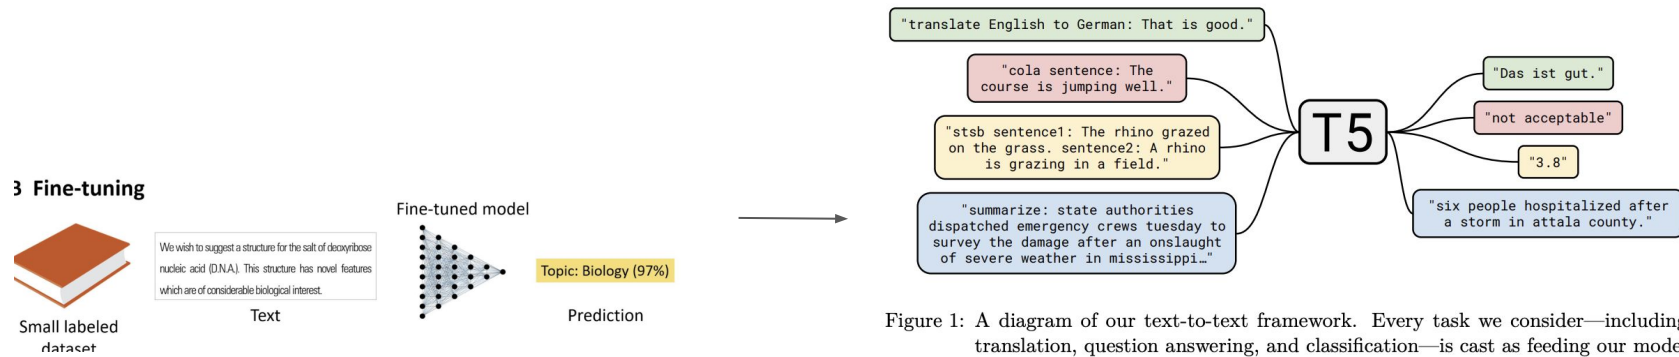 3 Fine-tuning
Small labeled
dataset
We wish to suggest a structure for the salt of deoxyribose
nucleic acid (D.N.A.). This structure has novel features
which are of considerable biological interest.
Text
Fine-tuned model
Topic: Biology (97%)
Prediction
"translate English to German: That is good."
"cola sentence: The
course is jumping well."
"stsb sentence1: The rhino grazed
on the grass. sentence2: A rhino
is grazing in a field."
"summarize: state authorities
dispatched emergency crews tuesday to
survey the damage after an onslaught
of severe weather in mississippi…"
T5
"Das ist gut."
"not acceptable"
"3.8"
"six people hospitalized after
a storm in attala county."
Figure 1: A diagram of our text-to-text framework. Every task we consider—including
translation, question answering, and classification—is cast as feeding our mode